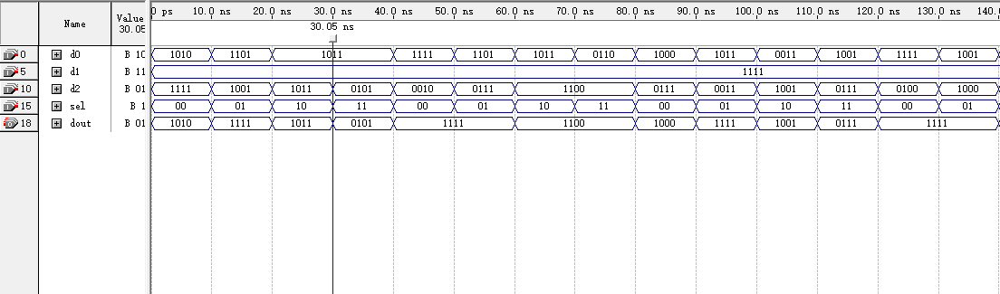 Name Value 0 ps 10.0 ns 20.0 ns 30.0 ns 40.0 ns 50.0 ns 60.0 ns 70.0 ns 80.0 ns 90.0 ns 100.0 ns 110.0 ns 120.0 ns 130.0 ns 140.
30.05 30.05 ns
0 d0 B 10 1010 1101 1011 1111 1101 1011 0110 1000 1011 0011 1001 1111 1001
5 d1 B 11 1111
10 d2 B 01 1111 1001 1011 0101 0010 0111 1100 0111 0011 1001 0111 0100 1000
15 sel B 1 00 01 10 11 00 01 10 11 00 01 10 11 00 01
18 dout B 01 1010 1111 1011 0101 1111 1100 1000 1111 1001 0111 1111